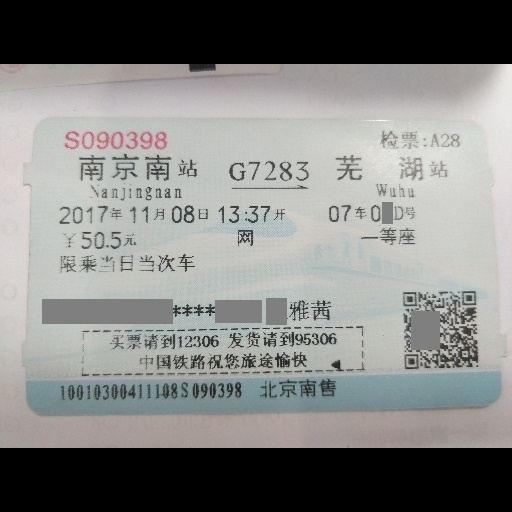 S090398 检票:A28
南京南站 G7283 芜湖站
Nanjingnan Wuhu
2017年11月08日13:37开 07车0D号
￥50.5元 网 一等座
限乘当日当次车
**** 雅茜
买票请到12306 发货请到95306
中国铁路祝您旅途愉快
10010300411108S090398 北京南售